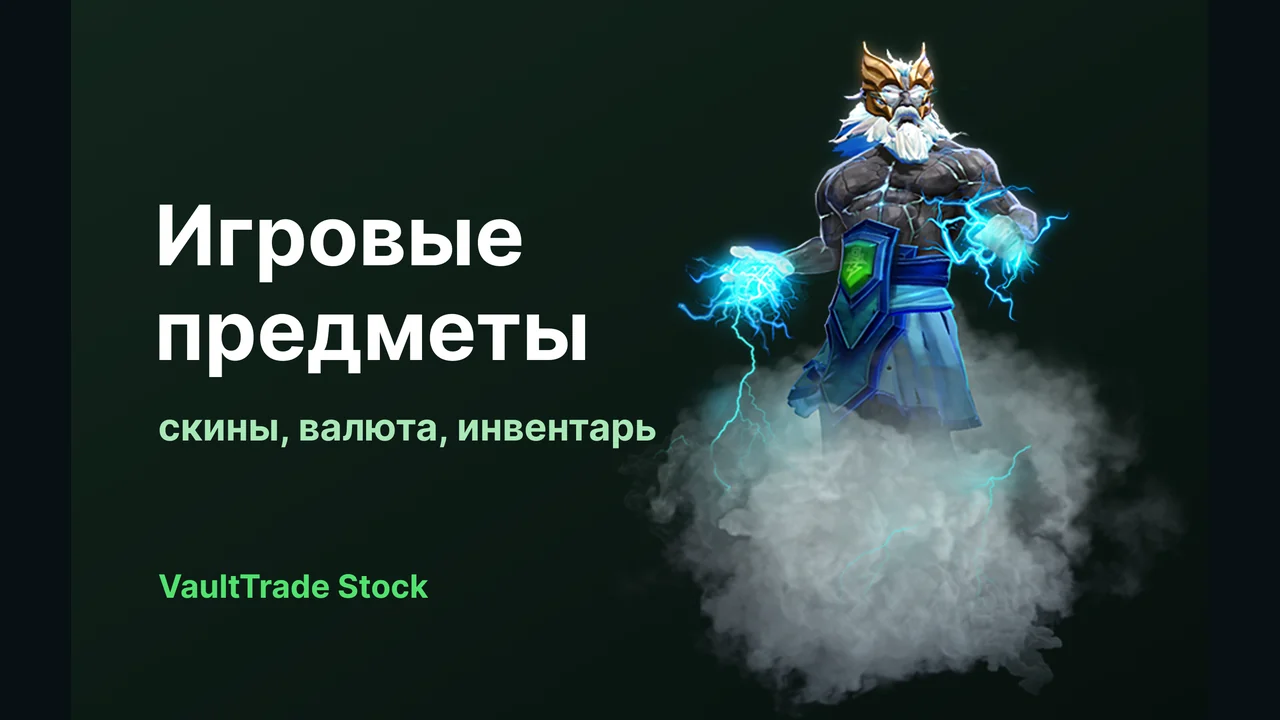 Игровые
предметы
скины, валюта, инвентарь
VaultTrade Stock